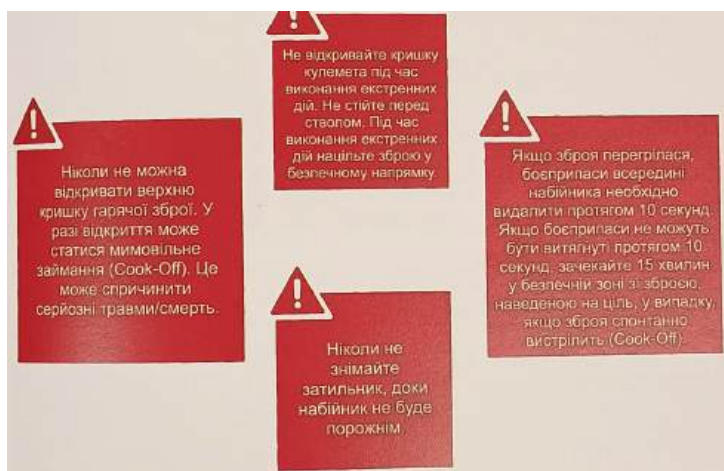 Не відкривайте кришку
кулемета під час
виконання екстренних
дій. Не стійте перед
стволом. Під час
виконання екстренних
дій націльте зброю у
безпечному напрямку.
Ніколи не можна
відкривати верхню
кришку гарячої зброї. У
разі відкриття може
статися мимовільне
займання (Cook-Off). Це
може спричинити
серйозні травми/смерть.
Якщо зброя перегрілася,
боєприпаси всередині
набійника необхідно
видалити протягом 10 секунд.
Якщо боєприпаси не можуть
бути витягнуті протягом 10
секунд, зачекайте 15 хвилин
у безпечній зоні зі зброєю,
наведеною на ціль, у випадку,
якщо зброя спонтанно
вистрілить (Cook-Off).
Ніколи не
знімайте
затильник, доки
набійник не буде
порожнім.